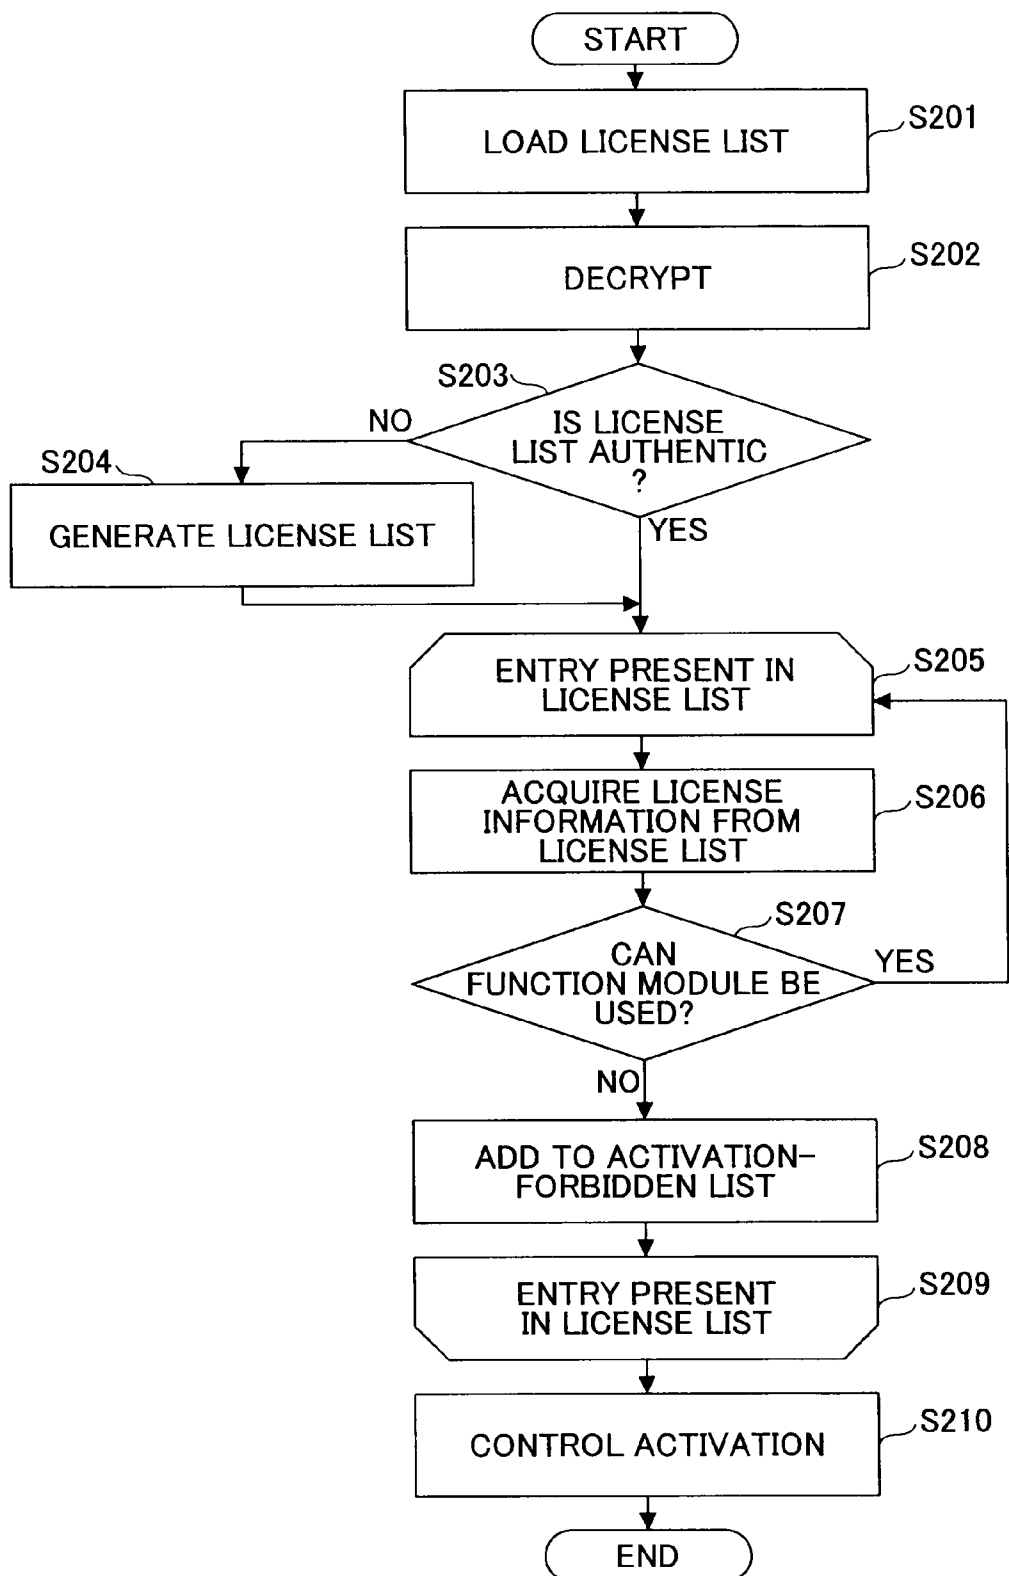 START
S201
LOAD LICENSE LIST
S202
DECRYPT
S203
NO
IS LICENSE
LIST AUTHENTIC
?
S204
YES
GENERATE LICENSE LIST
S205
ENTRY PRESENT IN
LICENSE LIST
S206
ACQUIRE LICENSE
INFORMATION FROM
LICENSE LIST
S207
CAN
FUNCTION MODULE BE
USED?
YES
NO
S208
ADD TO ACTIVATION-
FORBIDDEN LIST
S209
ENTRY PRESENT
IN LICENSE LIST
S210
CONTROL ACTIVATION
END